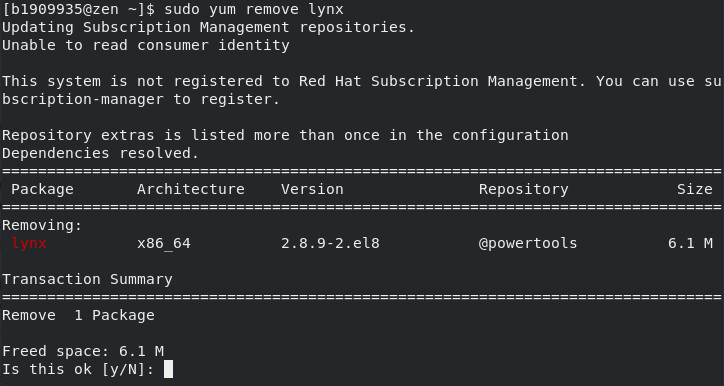 [b1909935@zen ~]$ sudo yum remove lynx
Updating Subscription Management repositories.
Unable to read consumer identity
This system is not registered to Red Hat Subscription Management. You can use su
bscription-manager to register.
Repository extras is listed more than once in the configuration
Dependencies resolved.
================================================================================
Package Architecture Version Repository Size
================================================================================
Removing:
lynx x86_64 2.8.9-2.el8 @powertools 6.1 M
Transaction Summary
================================================================================
Remove 1 Package
Freed space: 6.1 M
Is this ok [y/N]: